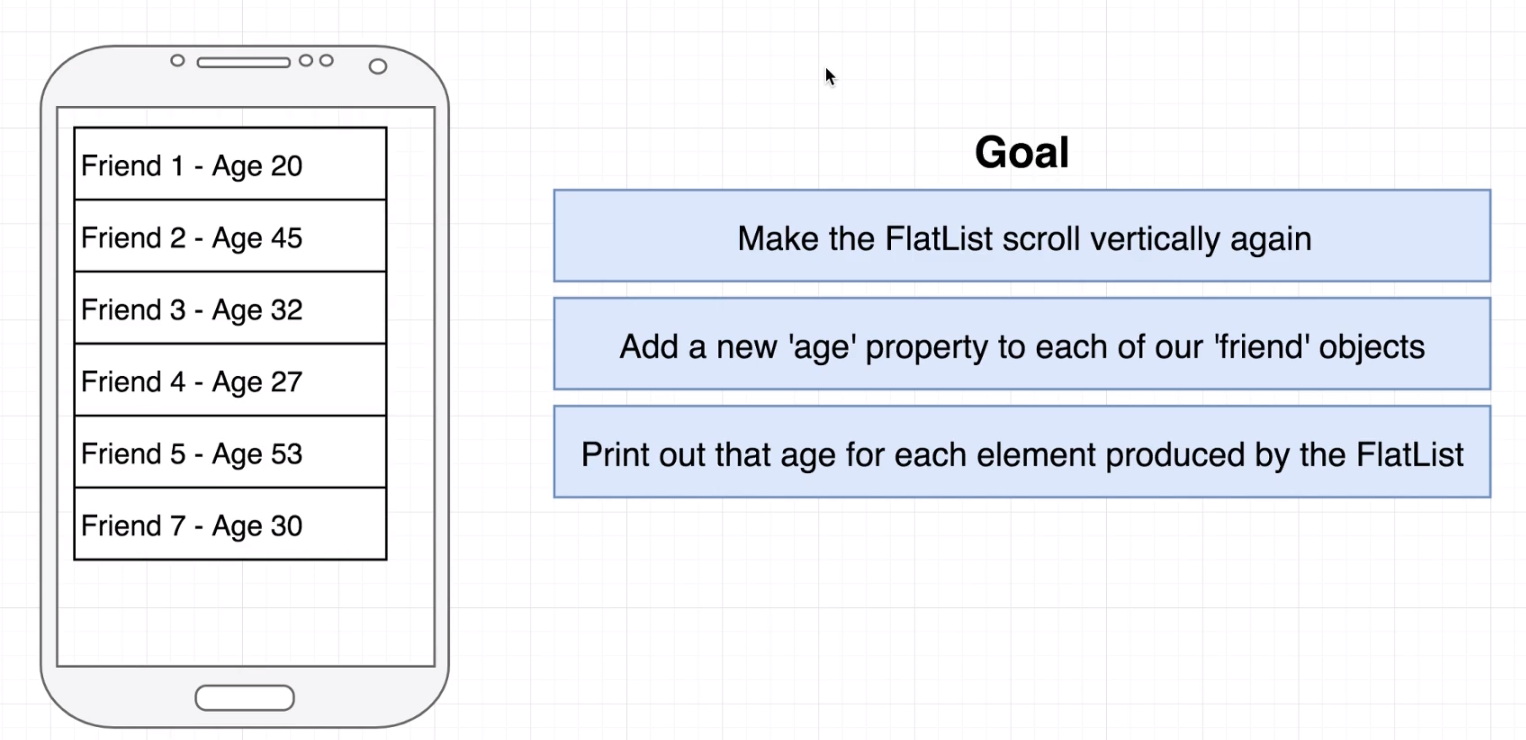 Friend 1 - Age 20
Friend 2 - Age 45
Friend 3 - Age 32
Friend 4 - Age 27
Friend 5 - Age 53
Friend 7 - Age 30
Goal
Make the FlatList scroll vertically again
Add a new 'age' property to each of our 'friend' objects
Print out that age for each element produced by the FlatList